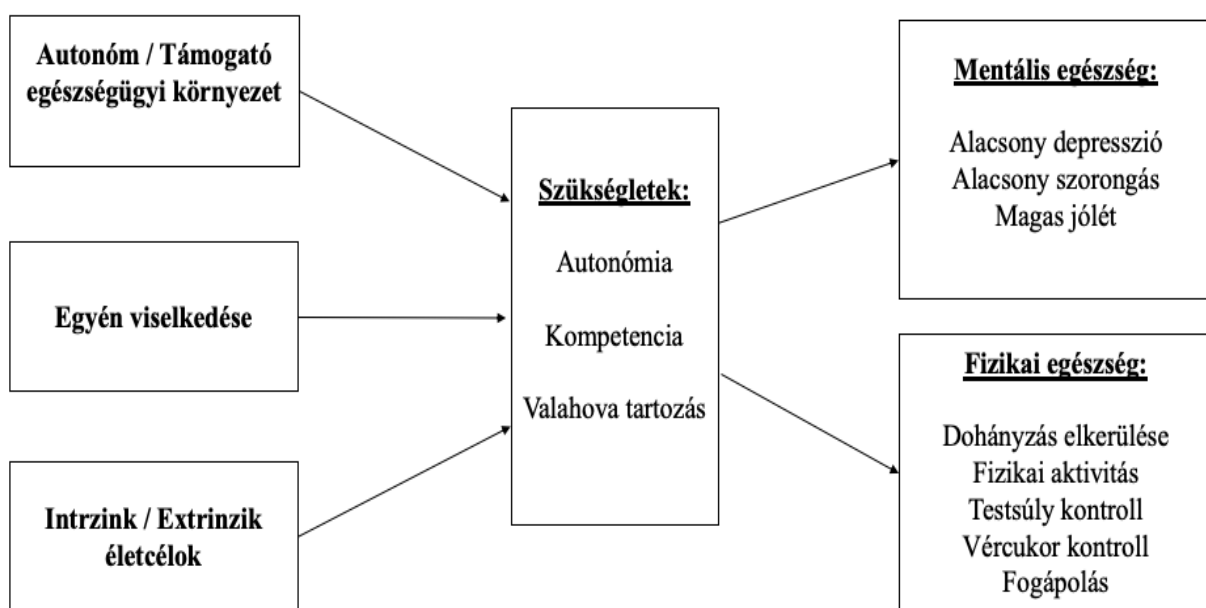 Autonóm / Támogató
egészségügyi környezet
Egyén viselkedése
Intrzink / Extrinzik
életcélok
Szükségletek:
Autonómia
Kompetencia
Valahova tartozás
Mentális egészség:
Alacsony depresszió
Alacsony szorongás
Magas jólét
Fizikai egészség:
Dohányzás elkerülése
Fizikai aktivitás
Testsúly kontroll
Vércukor kontroll
Fogápolás